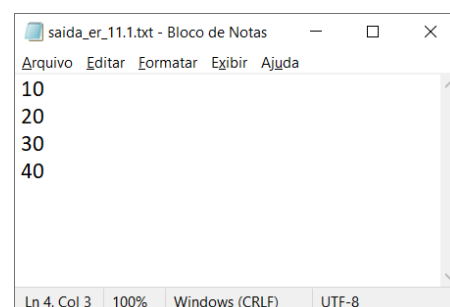 saida_er_11.1.txt - Bloco de Notas
Arquivo Editar Formatar Exibir Ajuda
10
20
30
40
Ln 4, Col 3 100% Windows (CRLF) UTF-8